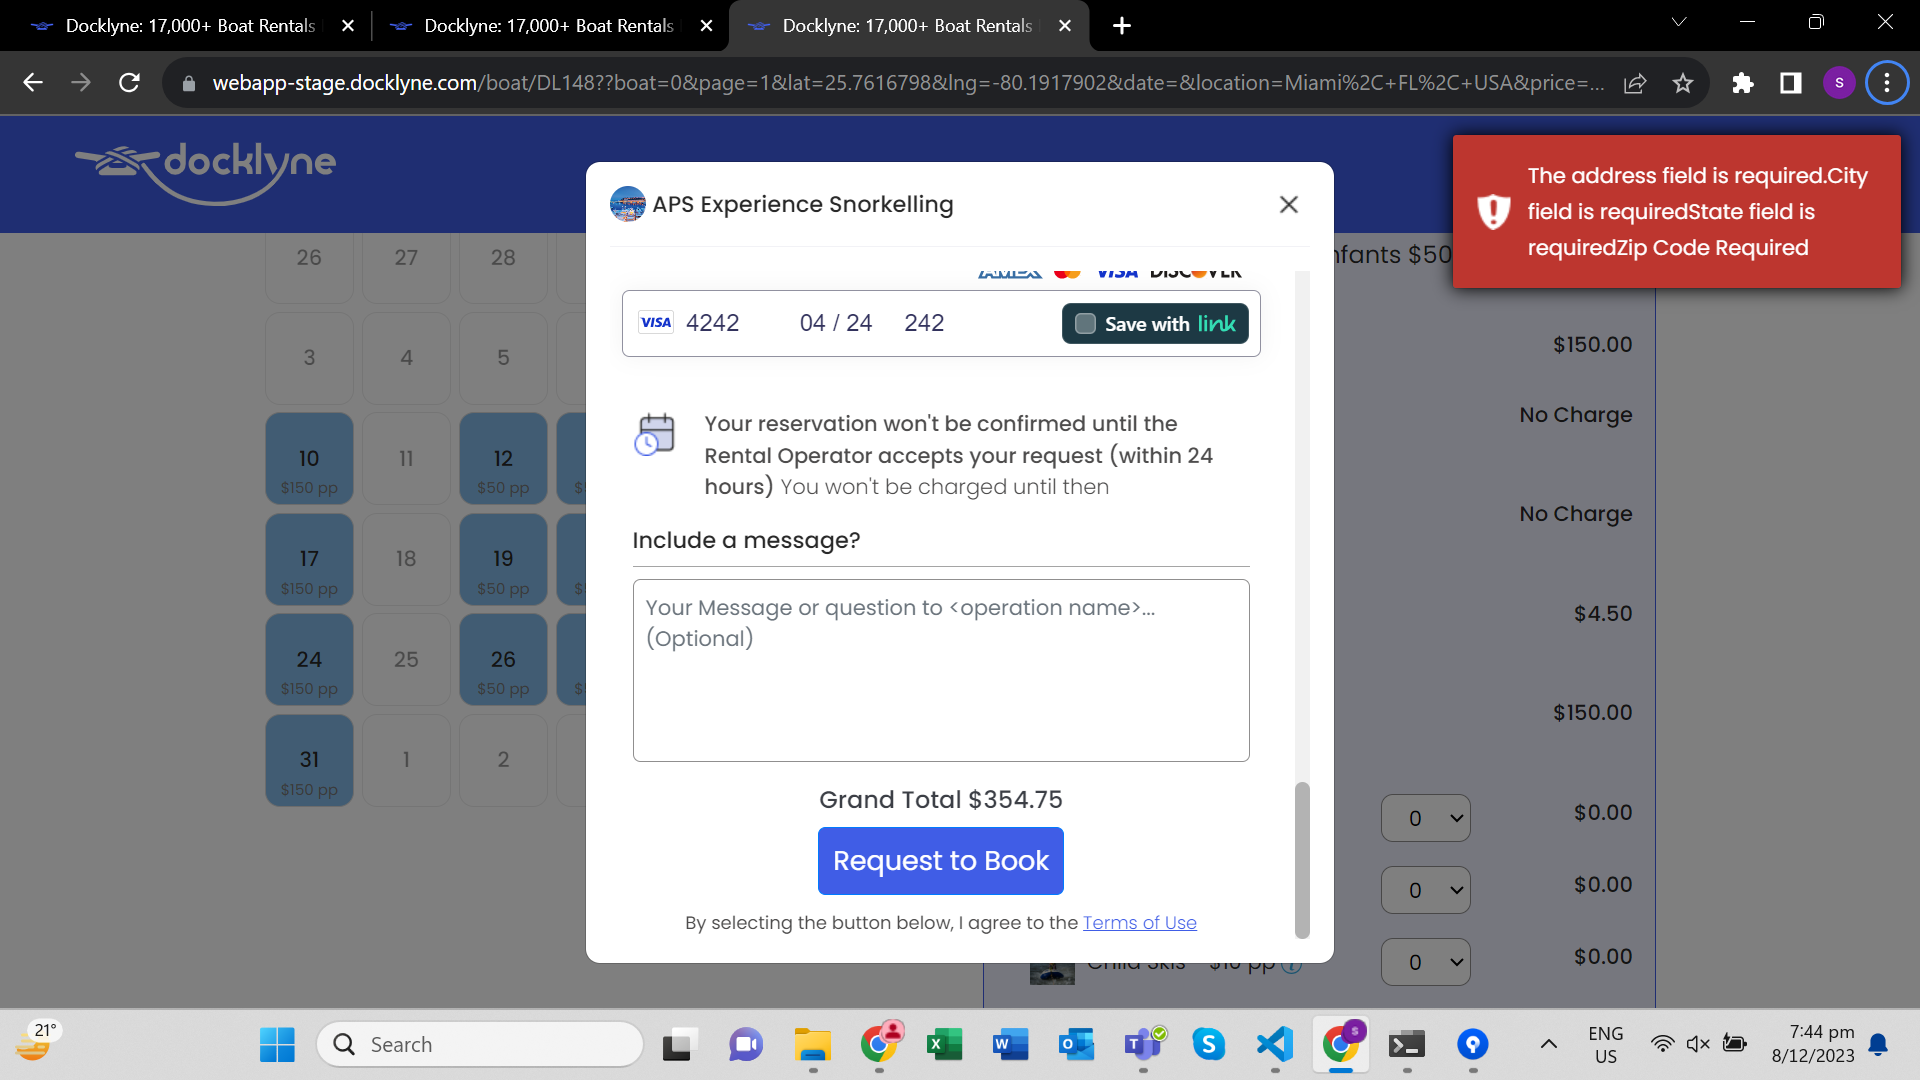 Docklyne: 17,000+ Boat Rentals
Docklyne: 17,000+ Boat Rentals
Docklyne: 17,000+ Boat Rentals
webapp-stage.docklyne.com/boat/DL148??boat=0&page=1&lat=25.7616798&lng=-80.1917902&date=&location=Miami%2C+FL%2C+USA&price=...
S
docklyne
The address field is required.City
field is requiredState field is
requiredZip Code Required
APS Experience Snorkelling
nfants $50
26 27 28
AMEX VISA DISCOVER
VISA 4242 04 / 24 242 Save with link
$150.00
3 4 5
No Charge
Your reservation won't be confirmed until the
Rental Operator accepts your request (within 24
hours) You won't be charged until then
10 11 12
$150 pp $50 pp $
No Charge
Include a message?
17 18 19
$150 pp $50 pp $
Your Message or question to <operation name>...
(Optional)
$4.50
24 25 26
$150 pp $50 pp $
$150.00
31 1 2
$150 pp
Grand Total $354.75
0 $0.00
Request to Book
0 $0.00
By selecting the button below, I agree to the Terms of Use
Child Skis $10 pp
0 $0.00
21°
Search
ENG
US
7:44 pm
8/12/2023